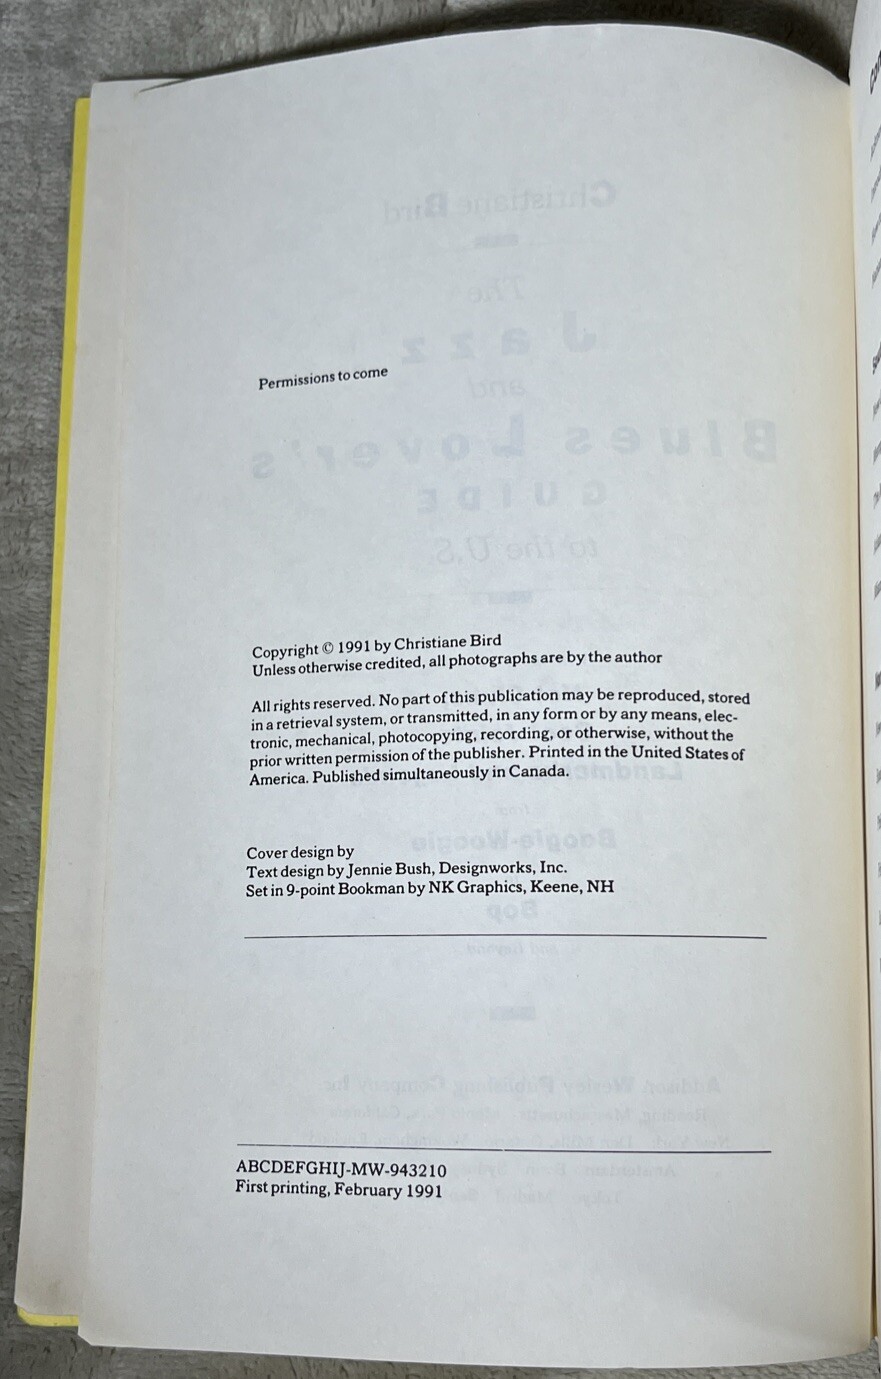 Permissions to come
Copyright © 1991 by Christiane Bird
Unless otherwise credited, all photographs are by the author
All rights reserved. No part of this publication may be reproduced, stored
in a retrieval system, or transmitted, in any form or by any means, elec-
tronic, mechanical, photocopying, recording, or otherwise, without the
prior written permission of the publisher. Printed in the United States of
America. Published simultaneously in Canada.
Cover design by
Text design by Jennie Bush, Designworks, Inc.
Set in 9-point Bookman by NK Graphics, Keene, NH
ABCDEFGHIJ-MW-943210
First printing, February 1991